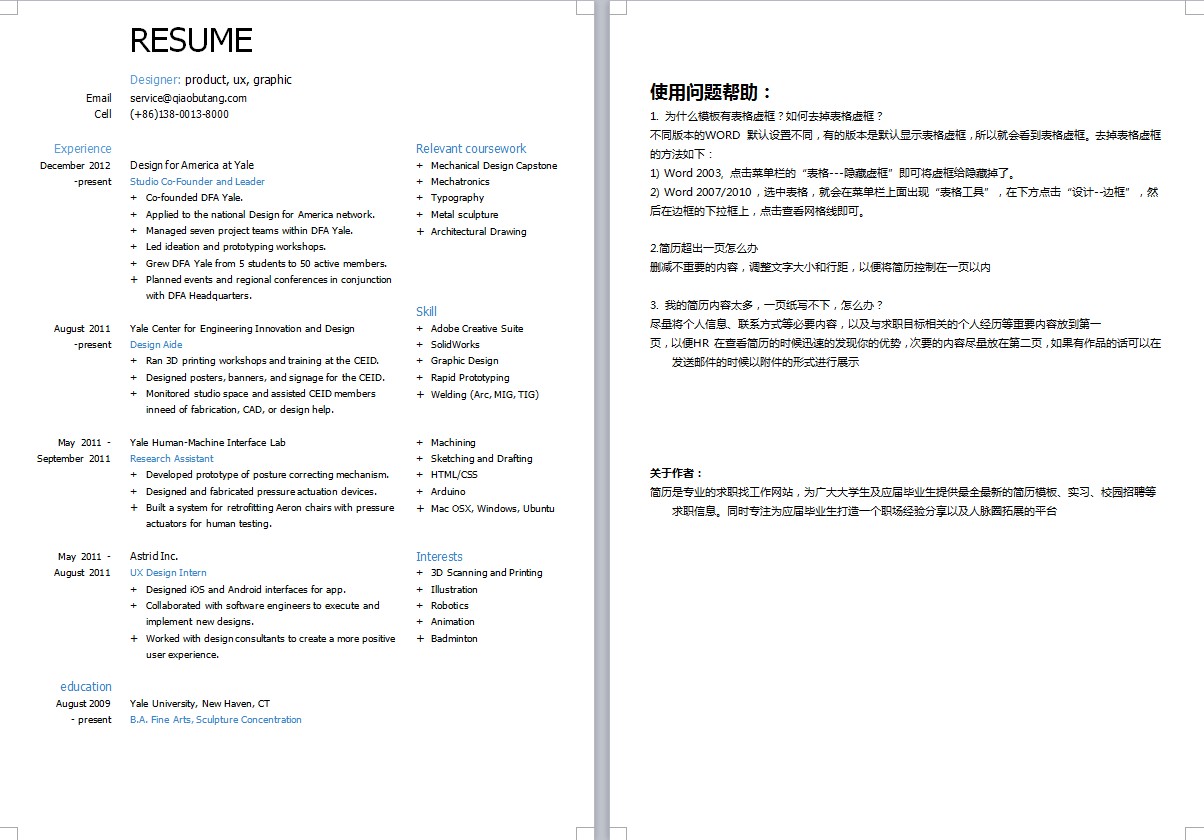 RESUME
Designer: product, ux, graphic
Email service@qiaobutang.com
Cell (+86)138-0013-8000
Experience
December 2012 Design for America at Yale
-present Studio Co-Founder and Leader
+ Co-founded DFA Yale.
+ Applied to the national Design for America network.
+ Managed seven project teams within DFA Yale.
+ Led ideation and prototyping workshops.
+ Grew DFA Yale from 5 students to 50 active members.
+ Planned events and regional conferences in conjunction
with DFA Headquarters.
August 2011 Yale Center for Engineering Innovation and Design
-present Design Aide
+ Ran 3D printing workshops and training at the CEID.
+ Designed posters, banners, and signage for the CEID.
+ Monitored studio space and assisted CEID members
inneed of fabrication, CAD, or design help.
May 2011 - Yale Human-Machine Interface Lab
September 2011 Research Assistant
+ Developed prototype of posture correcting mechanism.
+ Designed and fabricated pressure actuation devices.
+ Built a system for retrofitting Aeron chairs with pressure
actuators for human testing.
May 2011 - Astrid Inc.
August 2011 UX Design Intern
+ Designed iOS and Android interfaces for app.
+ Collaborated with software engineers to execute and
implement new designs.
+ Worked with design consultants to create a more positive
user experience.
education
August 2009 Yale University, New Haven, CT
- present B.A. Fine Arts, Sculpture Concentration
Relevant coursework
+ Mechanical Design Capstone
+ Mechatronics
+ Typography
+ Metal sculpture
+ Architectural Drawing
Skill
+ Adobe Creative Suite
+ SolidWorks
+ Graphic Design
+ Rapid Prototyping
+ Welding (Arc, MIG, TIG)
+ Machining
+ Sketching and Drafting
+ HTML/CSS
+ Arduino
+ Mac OSX, Windows, Ubuntu
Interests
+ 3D Scanning and Printing
+ Illustration
+ Robotics
+ Animation
+ Badminton
使用问题帮助：
1. 为什么模板有表格虚框？如何去掉表格虚框？
不同版本的WORD 默认设置不同，有的版本是默认显示表格虚框，所以就会看到表格虚框。去掉表格虚框
的方法如下：
1) Word 2003, 点击菜单栏的“表格---隐藏虚框”即可将虚框给隐藏掉了。
2) Word 2007/2010，选中表格，就会在菜单栏上面出现“表格工具”，在下方点击“设计--边框”，然
后在边框的下拉框上，点击查看网格线即可。
2.简历超出一页怎么办
删减不重要的内容，调整文字大小和行距，以便将简历控制在一页以内
3. 我的简历内容太多，一页纸写不下，怎么办？
尽量将个人信息、联系方式等必要内容，以及与求职目标相关的个人经历等重要内容放到第一
页，以便HR 在查看简历的时候迅速的发现你的优势，次要的内容尽量放在第二页，如果有作品的话可以在
发送邮件的时候以附件的形式进行展示
关于作者：
简历是专业的求职找工作网站，为广大大学生及应届毕业生提供最全最新的简历模板、实习、校园招聘等
求职信息。同时专注为应届毕业生打造一个职场经验分享以及人脉圈拓展的平台